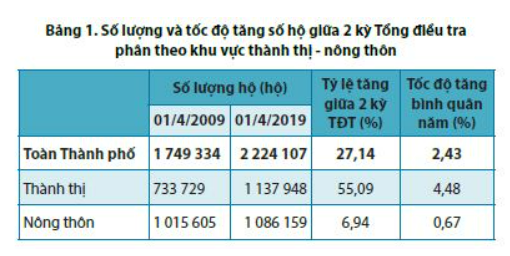 Bảng 1. Số lượng và tốc độ tăng số hộ giữa 2 kỳ Tổng điều tra
phân theo khu vực thành thị - nông thôn
Số lượng hộ (hộ) Tỷ lệ tăng giữa 2 kỳ TĐT (%) Tốc độ tăng bình quân năm (%)
01/4/2009 01/4/2019
Toàn Thành phố 1 749 334 2 224 107 27,14 2,43
Thành thị 733 729 1 137 948 55,09 4,48
Nông thôn 1 015 605 1 086 159 6,94 0,67